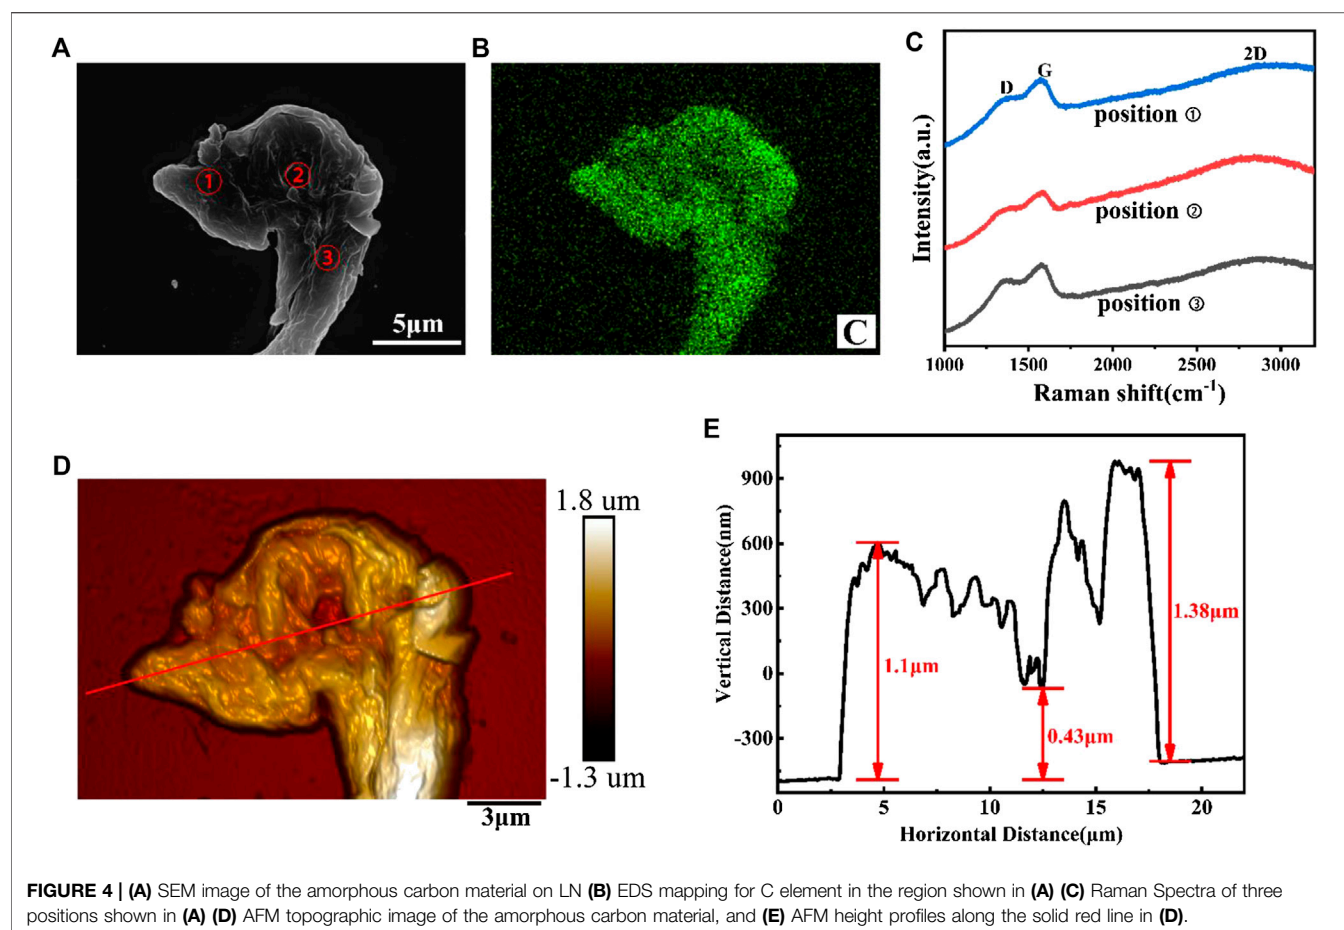 A
B
C
①
②
③
5μm
C
Intensity(a.u.)
D
G
2D
position ①
position ②
position ③
1000
1500
2000
2500
3000
Raman shift(cm-1)
D
1.8 um
-1.3 um
3μm
E
Vertical Distance(nm)
900
600
300
0
-300
1.1μm
0.43μm
1.38μm
0
5
10
15
20
Horizontal Distance(μm)
FIGURE 4 | (A) SEM image of the amorphous carbon material on LN (B) EDS mapping for C element in the region shown in (A) (C) Raman Spectra of three
positions shown in (A) (D) AFM topographic image of the amorphous carbon material, and (E) AFM height profiles along the solid red line in (D).